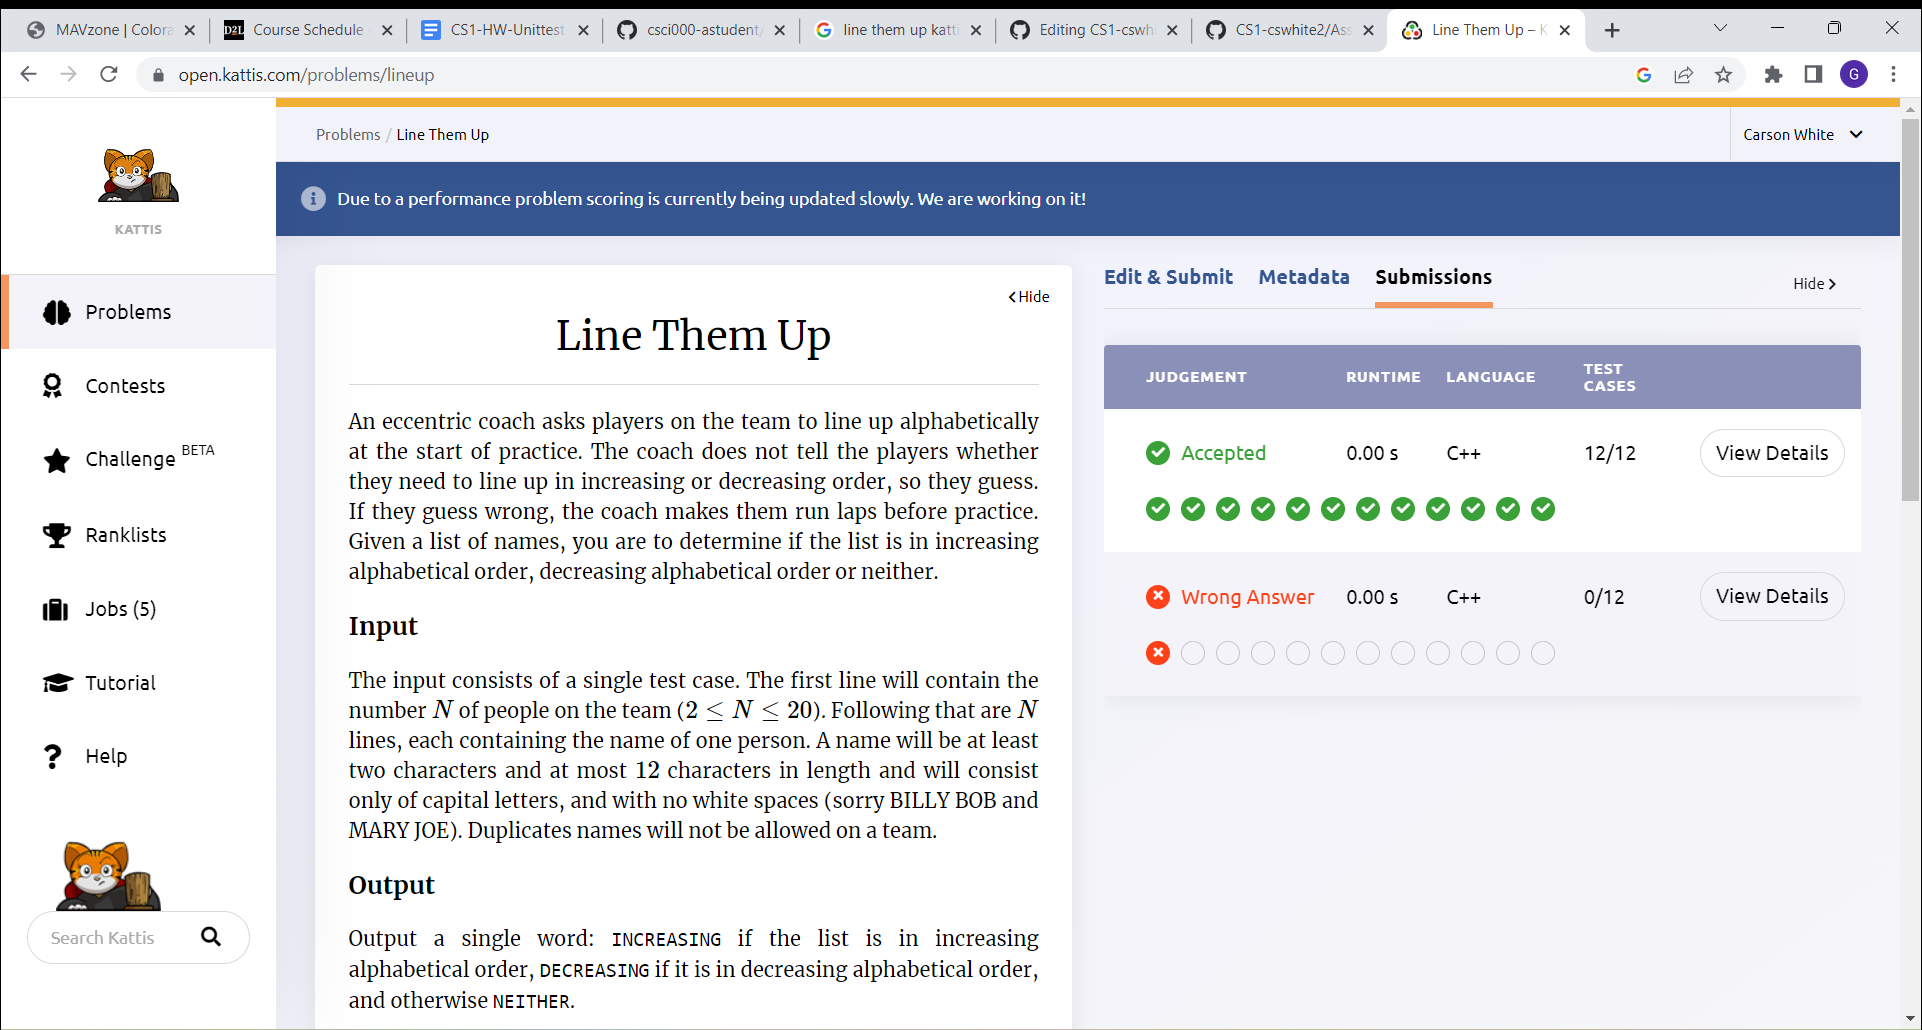 MAVzone | Colora
D2L Course Schedule -
CS1-HW-Unittest
csci000-astudent/
line them up katti
Editing CS1-cswh
CS1-cswhite2/Ass
Line Them Up – K
open.kattis.com/problems/lineup
G
KATTIS
Problems
Contests
Challenge BETA
Ranklists
Jobs (5)
Tutorial
Help
Search Kattis
Problems / Line Them Up
Carson White
Due to a performance problem scoring is currently being updated slowly. We are working on it!
Hide
Line Them Up
An eccentric coach asks players on the team to line up alphabetically
at the start of practice. The coach does not tell the players whether
they need to line up in increasing or decreasing order, so they guess.
If they guess wrong, the coach makes them run laps before practice.
Given a list of names, you are to determine if the list is in increasing
alphabetical order, decreasing alphabetical order or neither.
Input
The input consists of a single test case. The first line will contain the
number N of people on the team (2 ≤ N ≤ 20). Following that are N
lines, each containing the name of one person. A name will be at least
two characters and at most 12 characters in length and will consist
only of capital letters, and with no white spaces (sorry BILLY BOB and
MARY JOE). Duplicates names will not be allowed on a team.
Output
Output a single word: INCREASING if the list is in increasing
alphabetical order, DECREASING if it is in decreasing alphabetical order,
and otherwise NEITHER.
Edit & Submit Metadata Submissions
Hide
JUDGEMENT RUNTIME LANGUAGE TEST CASES
Accepted 0.00 s C++ 12/12 View Details
Wrong Answer 0.00 s C++ 0/12 View Details